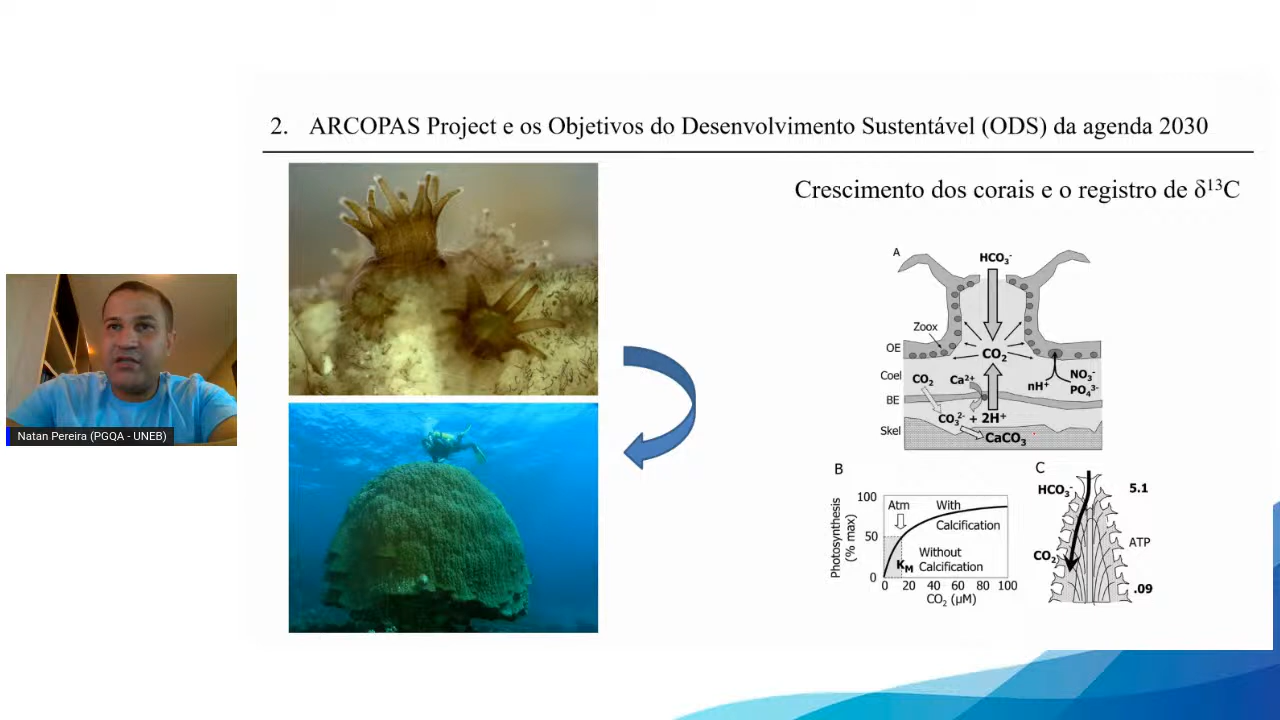 2. ARCOPAS Project e os Objetivos do Desenvolvimento Sustentável (ODS) da agenda 2030
Crescimento dos corais e o registro de δ¹³C
A
HCO₃⁻
Zoox
OE
CO₂
Coel
CO₂
Ca²⁺
nH⁺
NO₃⁻
PO₄³⁻
BE
CO₃²⁻ + 2H⁺
Skel
CaCO₃
B
Photosynthesis
(% max)
100
50
0
Atm
With
Calcification
Without
Calcification
K_M
0 20 40 60 80 100
CO₂ (µM)
C
HCO₃⁻
5.1
ATP
CO₂
.09
Natan Pereira (PGQA - UNEB)